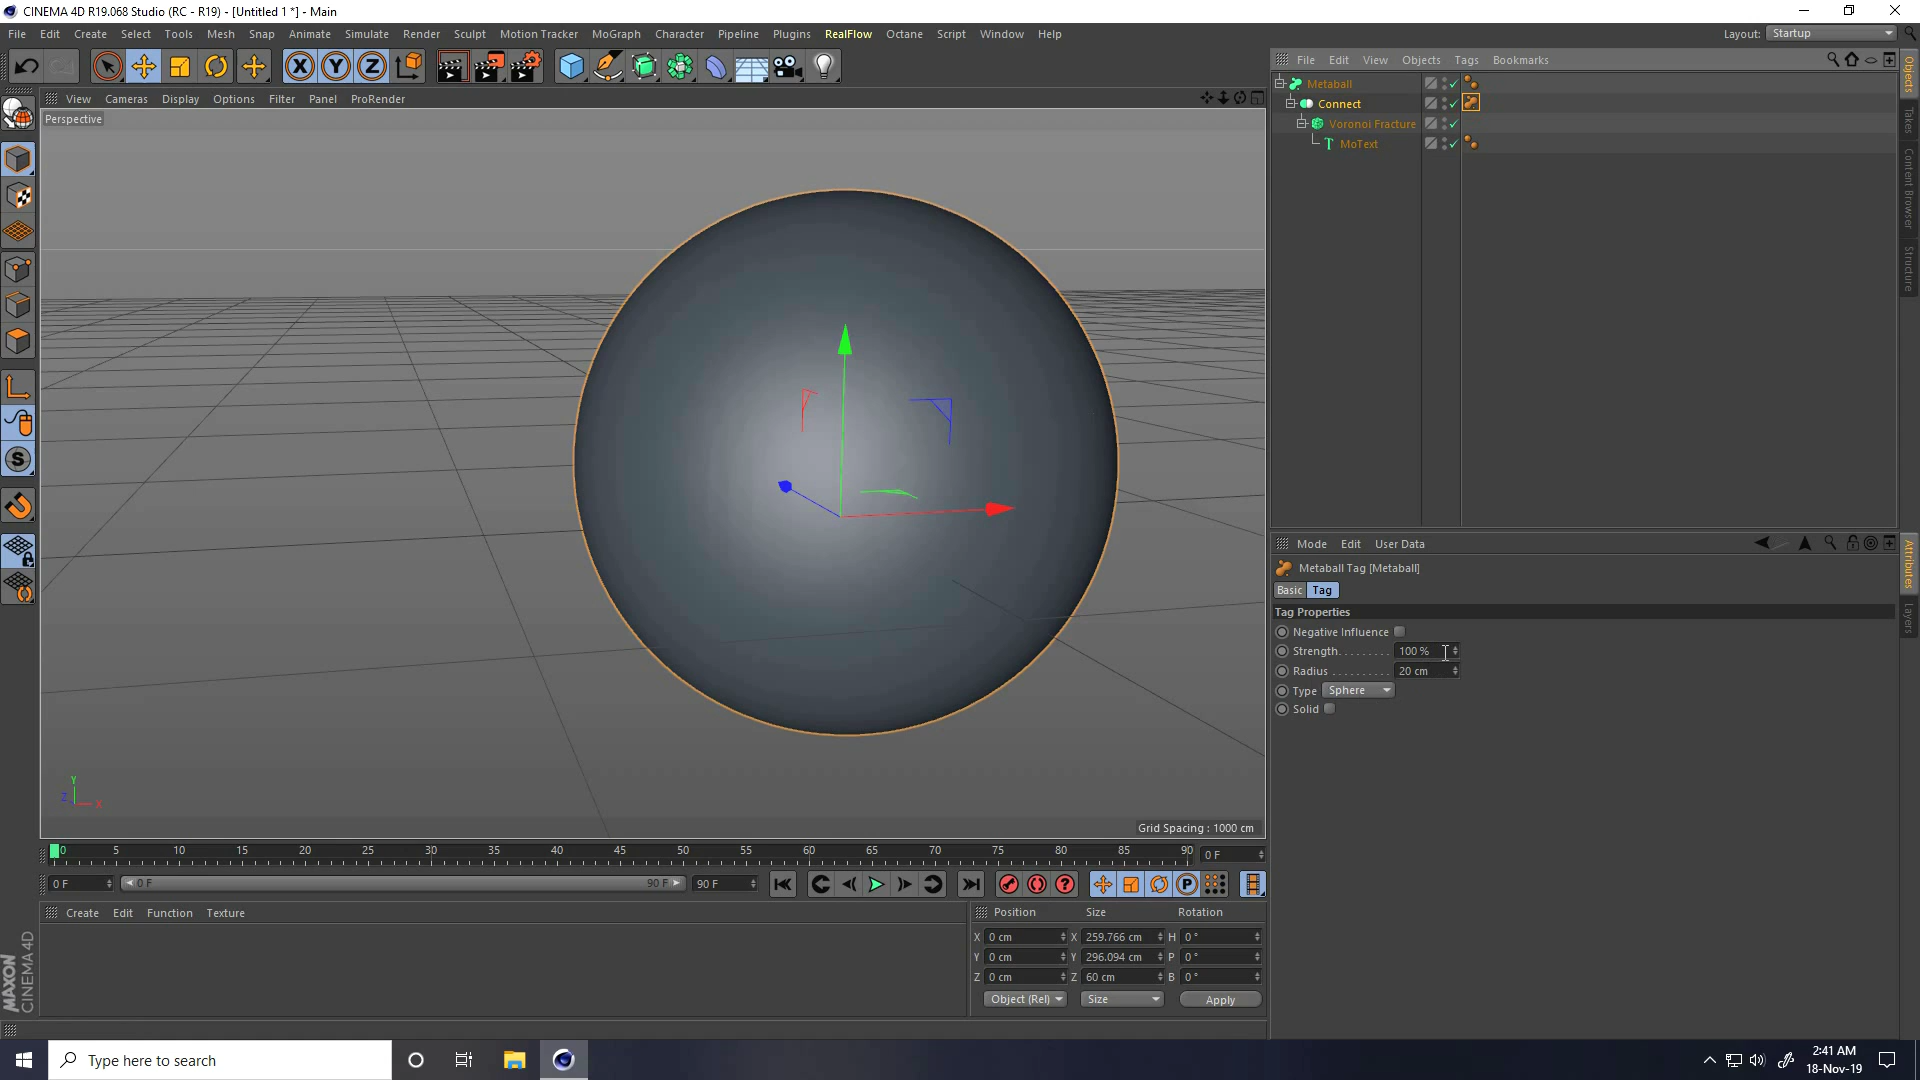 CINEMA 4D R19.068 Studio (RC - R19) - [Untitled 1 *] - Main
File Edit Create Select Tools Mesh Snap Animate Simulate Render Sculpt Motion Tracker MoGraph Character Pipeline Plugins RealFlow Octane Script Window Help
Layout: Startup
File Edit View Objects Tags Bookmarks
Metaball
Connect
Voronoi Fracture
MoText
Objects
Takes
Content Browser
Structure
View Cameras Display Options Filter Panel ProRender
Perspective
Y
Z
X
Grid Spacing : 1000 cm
Mode Edit User Data
Metaball Tag [Metaball]
Basic Tag
Tag Properties
Negative Influence
Strength. . . . . . . . 100 %
Radius . . . . . . . . . 20 cm
Type Sphere
Solid
Attributes
Layers
0 5 10 15 20 25 30 35 40 45 50 55 60 65 70 75 80 85 90
0 F
0 F 0 F 90 F 90 F
Create Edit Function Texture
Position Size Rotation
X 0 cm X 259.766 cm H 0 °
Y 0 cm Y 296.094 cm P 0 °
Z 0 cm Z 60 cm B 0 °
Object (Rel) Size Apply
MAXON
CINEMA 4D
Type here to search
2:41 AM
18-Nov-19